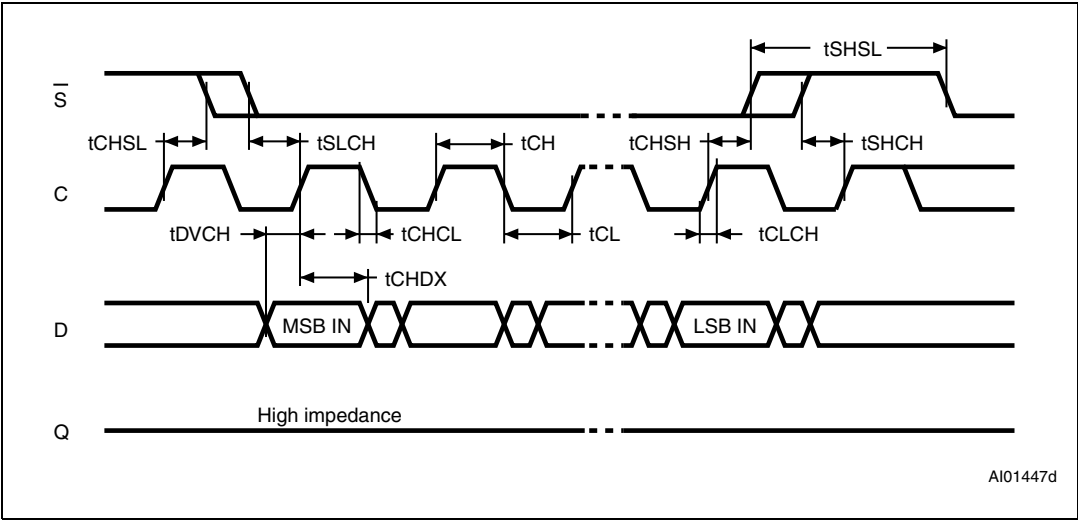 tSHSL
S̅
tCHSL
tSLCH
tCH
tCHSH
tSHCH
C
tDVCH
tCHCL
tCL
tCLCH
tCHDX
D
MSB IN
LSB IN
High impedance
Q
AI01447d